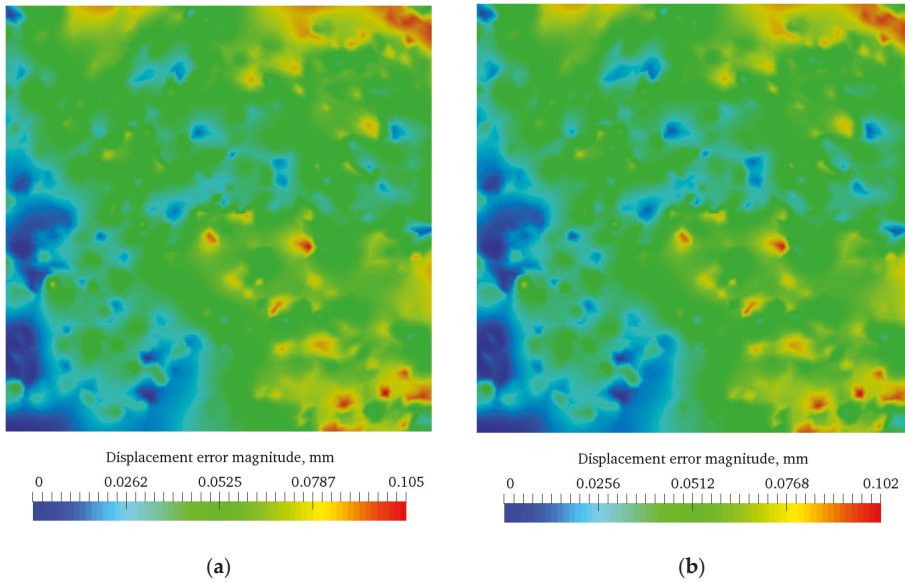 Displacement error magnitude, mm
0 0.0262 0.0525 0.0787 0.105
(a)
Displacement error magnitude, mm
0 0.0256 0.0512 0.0768 0.102
(b)